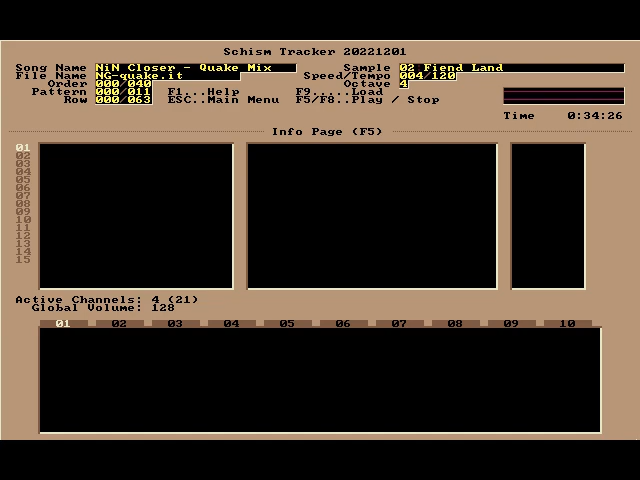 Schism Tracker 20221201
Song Name NiN Closer - Quake Mix Sample 02 Fiend Land
File Name NG-quake.it Speed/Tempo 004/120
Order 000/040 Octave 4
Pattern 000/011 F1...Help F9.....Load
Row 000/063 ESC..Main Menu F5/F8..Play / Stop
Time 0:34:26
Info Page (F5)
01
02
03
04
05
06
07
08
09
10
11
12
13
14
15
Active Channels: 4 (21)
Global Volume: 128
01 02 03 04 05 06 07 08 09 10